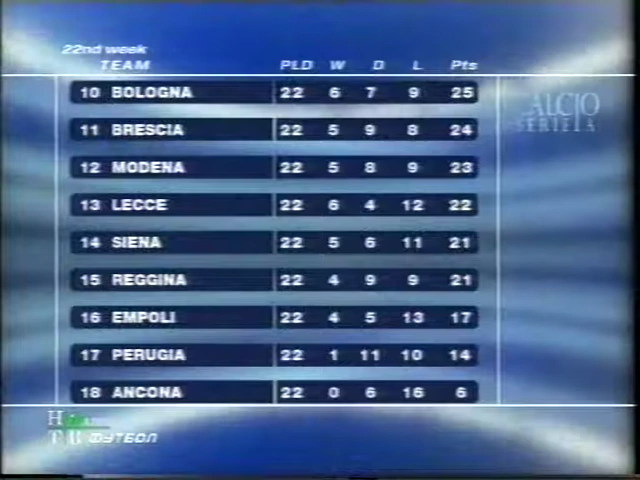 22nd week
TEAM PLD W D L Pts
10 BOLOGNA 22 6 7 9 25
11 BRESCIA 22 5 9 8 24
12 MODENA 22 5 8 9 23
13 LECCE 22 6 4 12 22
14 SIENA 22 5 6 11 21
15 REGGINA 22 4 9 9 21
16 EMPOLI 22 4 5 13 17
17 PERUGIA 22 1 11 10 14
18 ANCONA 22 0 6 16 6
CALCIO
SERIE A
ФУТБОЛ